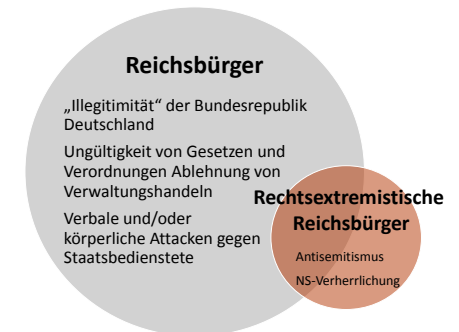 Reichsbürger
„Illegitimität“ der Bundesrepublik
Deutschland
Ungültigkeit von Gesetzen und
Verordnungen Ablehnung von
Verwaltungshandeln
Verbale und/oder
körperliche Attacken gegen
Staatsbedienstete
Rechtsextremistische
Reichsbürger
Antisemitismus
NS-Verherrlichung